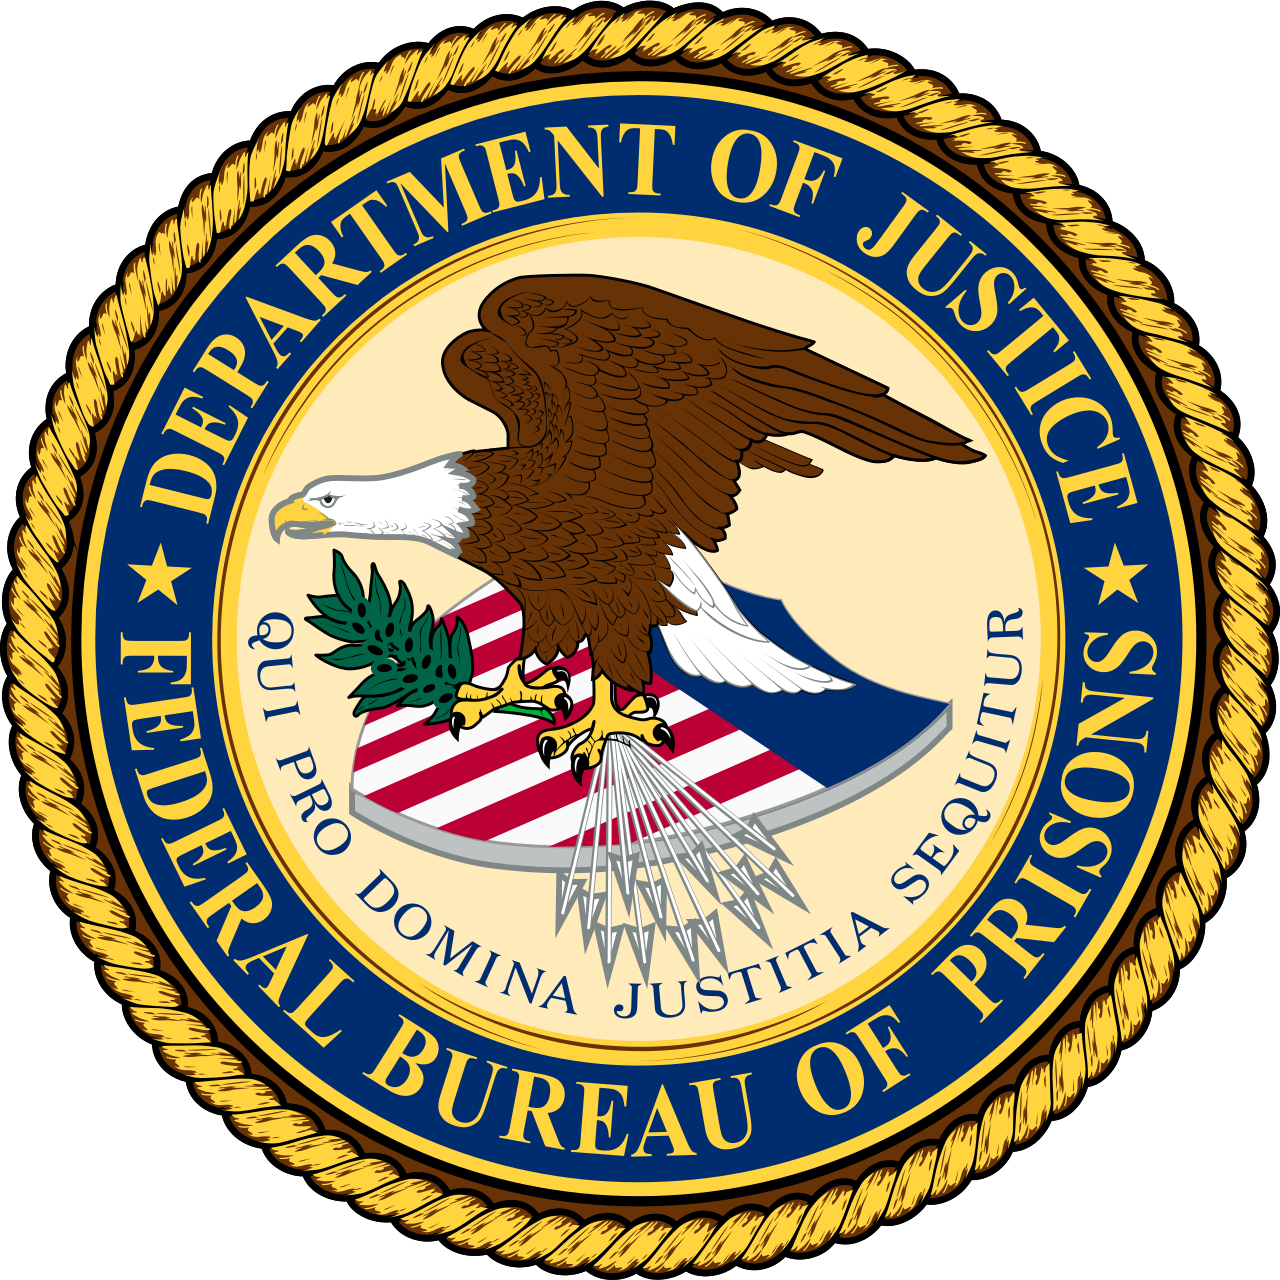 DEPARTMENT OF JUSTICE
FEDERAL BUREAU OF PRISONS
QUI PRO DOMINA JUSTITIA SEQUITUR